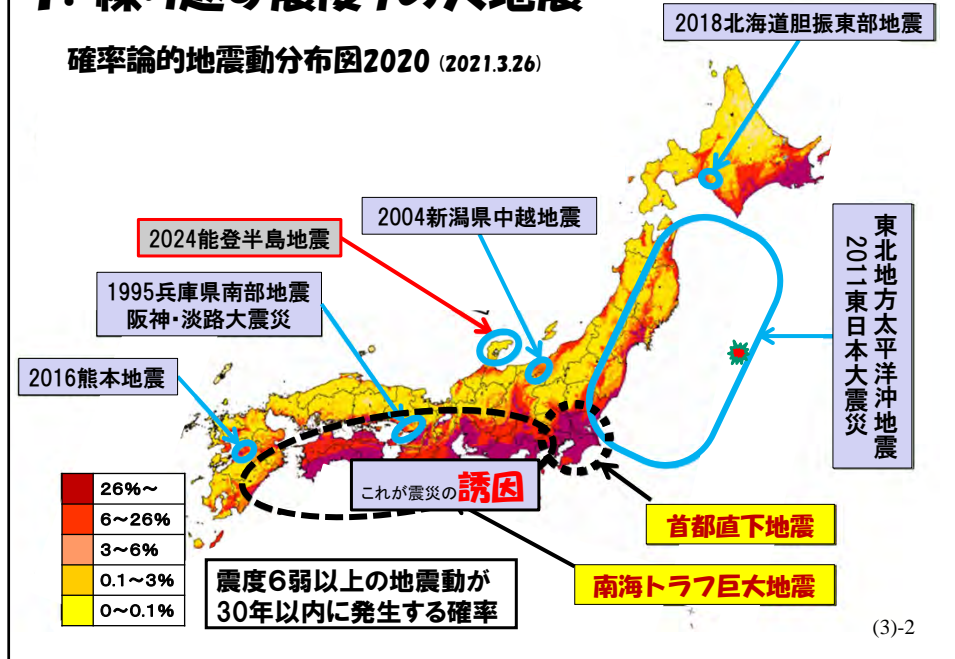 確率論的地震動分布図2020 (2021.3.26)
2018北海道胆振東部地震
2004新潟県中越地震
2024能登半島地震
1995兵庫県南部地震
阪神・淡路大震災
2016熊本地震
東北地方太平洋沖地震
2011東日本大震災
これが震災の誘因
首都直下地震
南海トラフ巨大地震
26%～
6～26%
3～6%
0.1～3%
0～0.1%
震度6弱以上の地震動が
30年以内に発生する確率
(3)-2